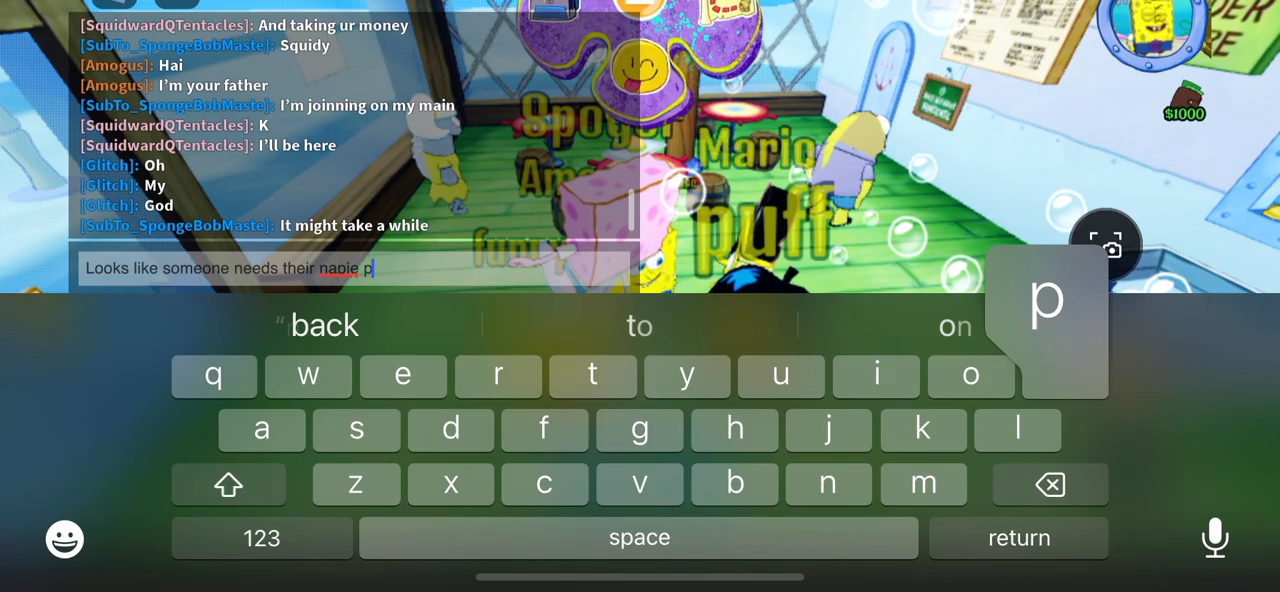 [SquidwardQTentacles]: And taking ur money
[SubTo_SpongeBobMaste]: Squidy
[Amogus]: Hai
[Amogus]: I'm your father
[SubTo_SpongeBobMaste]: I'm joinning on my main
[SquidwardQTentacles]: K
[SquidwardQTentacles]: I'll be here
[Glitch]: Oh
[Glitch]: My
[Glitch]: God
[SubTo_SpongeBobMaste]: It might take a while
Looks like someone needs their napie p
Mario
puff
funny
$1000
back
to
on
p
q w e r t y u i o
a s d f g h j k l
z x c v b n m
123
space
return